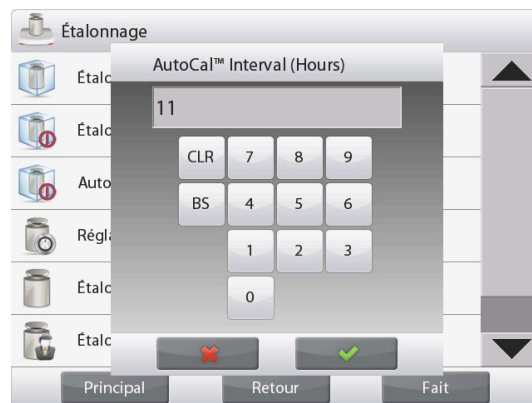 Étalonnage
AutoCal™ Interval (Hours)
11
Étalo
Étalo
Auto
Régla
Étalo
Étalo
CLR 7 8 9
BS 4 5 6
1 2 3
0
Principal Retour Fait